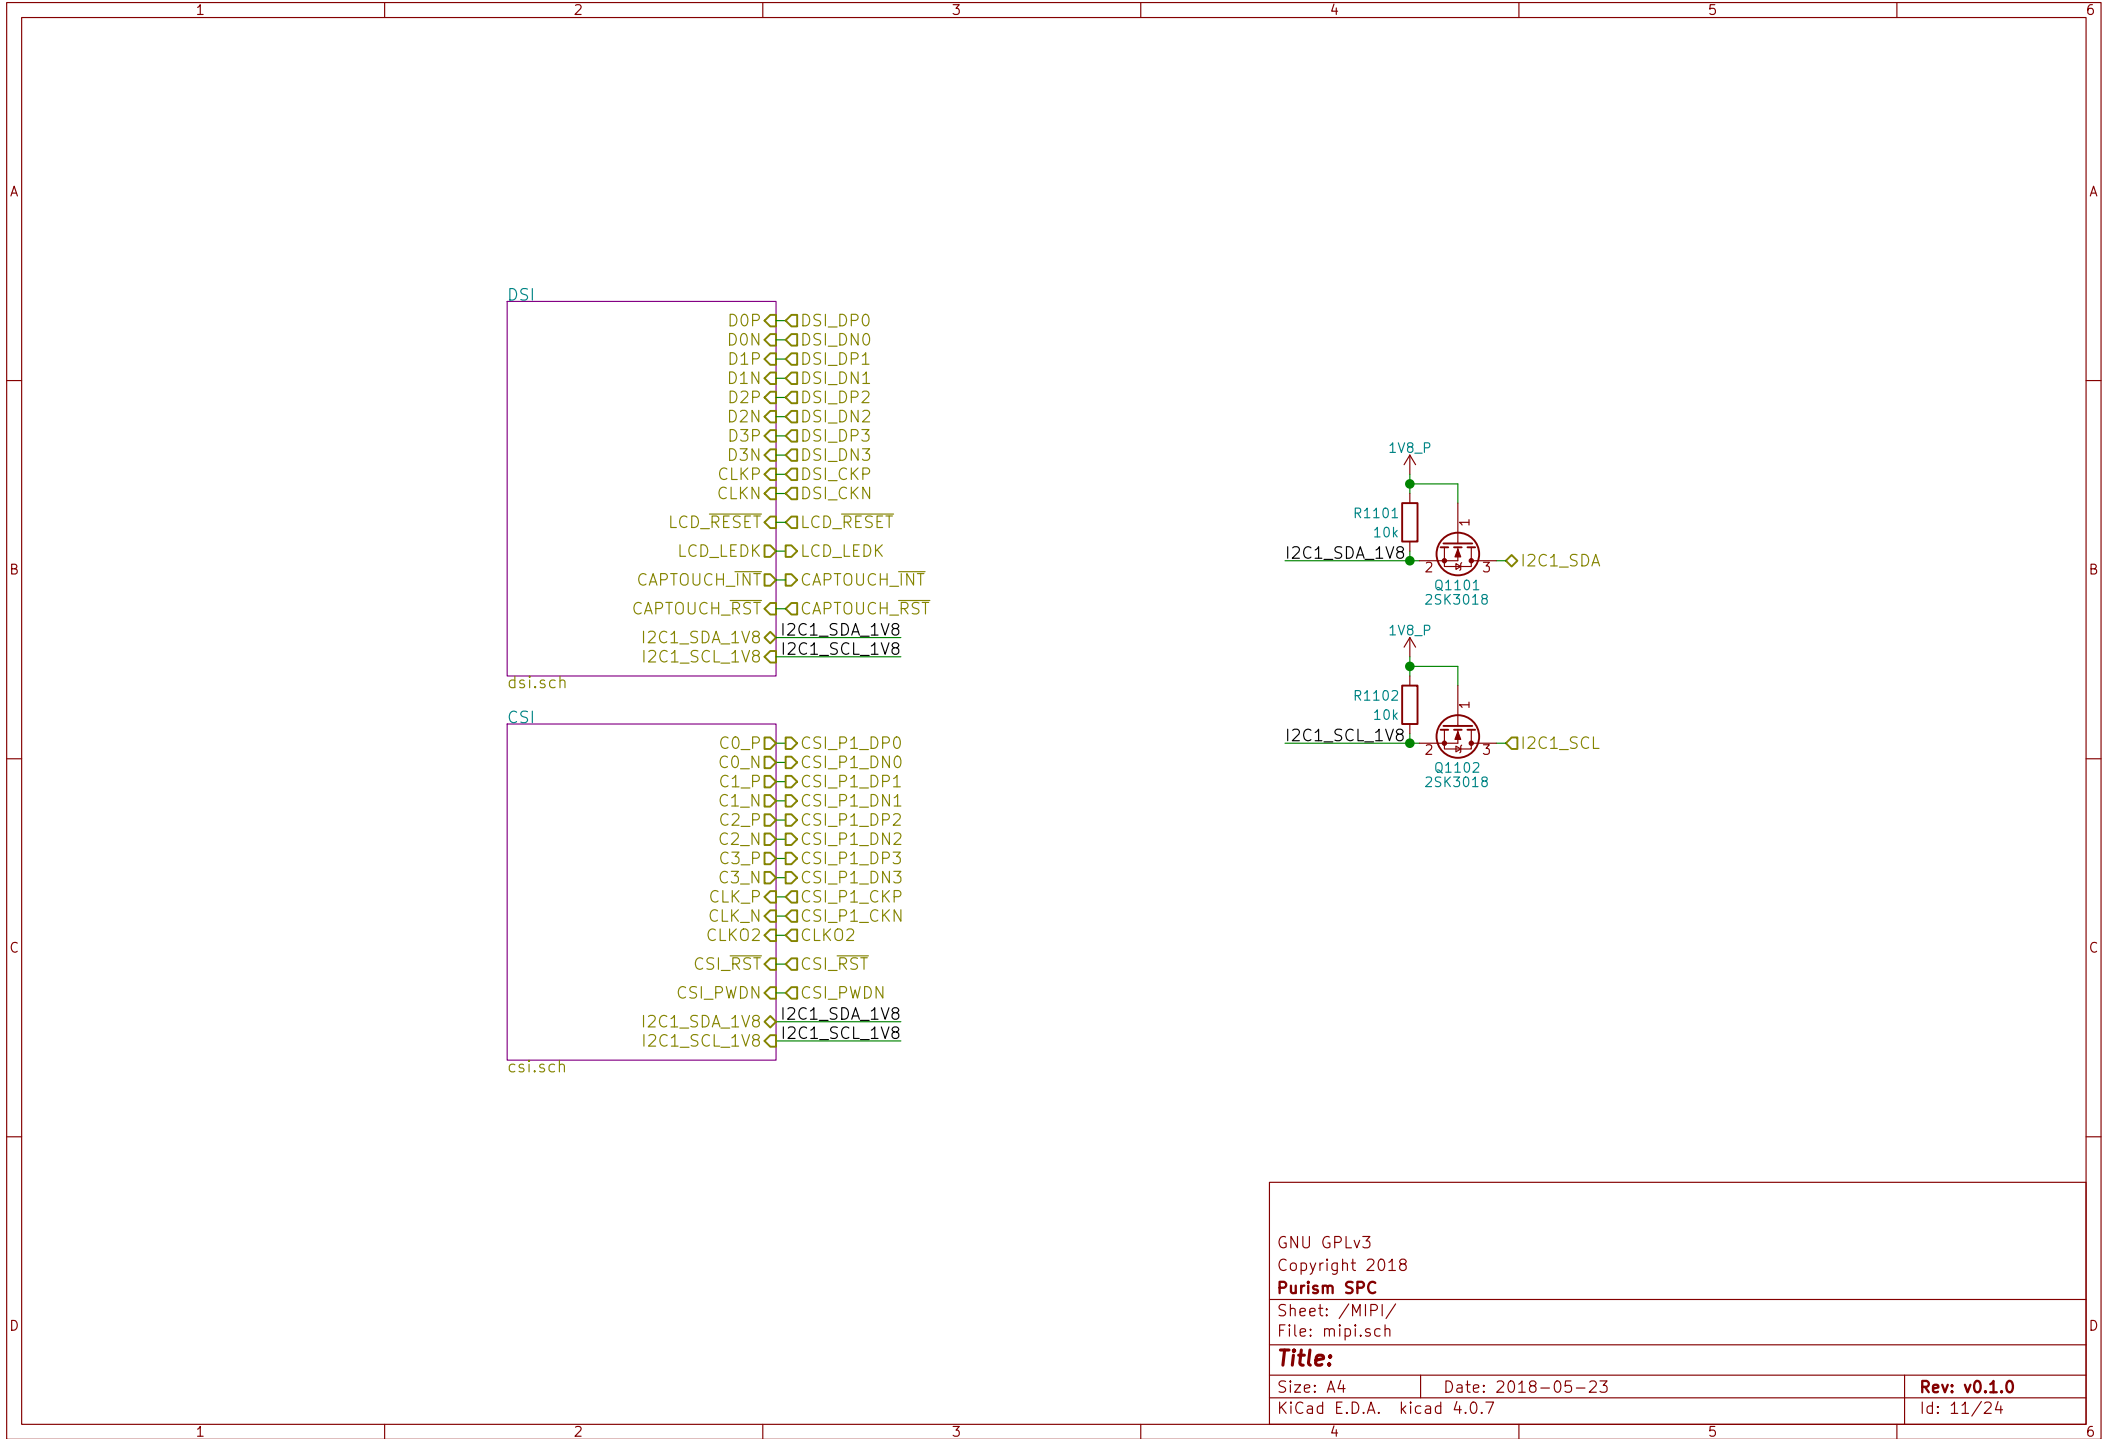 1 2 3 4 5 6
A A
B B
C C
D D
DSI
D0P DSI_DP0
D0N DSI_DN0
D1P DSI_DP1
D1N DSI_DN1
D2P DSI_DP2
D2N DSI_DN2
D3P DSI_DP3
D3N DSI_DN3
CLKP DSI_CKP
CLKN DSI_CKN
LCD_RESET LCD_RESET
LCD_LEDK LCD_LEDK
CAPTOUCH_INT CAPTOUCH_INT
CAPTOUCH_RST CAPTOUCH_RST
I2C1_SDA_1V8 I2C1_SDA_1V8
I2C1_SCL_1V8 I2C1_SCL_1V8
dsi.sch
CSI
C0_P CSI_P1_DP0
C0_N CSI_P1_DN0
C1_P CSI_P1_DP1
C1_N CSI_P1_DN1
C2_P CSI_P1_DP2
C2_N CSI_P1_DN2
C3_P CSI_P1_DP3
C3_N CSI_P1_DN3
CLK_P CSI_P1_CKP
CLK_N CSI_P1_CKN
CLKO2 CLKO2
CSI_RST CSI_RST
CSI_PWDN CSI_PWDN
I2C1_SDA_1V8 I2C1_SDA_1V8
I2C1_SCL_1V8 I2C1_SCL_1V8
csi.sch
1V8_P
R1101
10k
1
I2C1_SDA_1V8
2 3
I2C1_SDA
Q1101
2SK3018
1V8_P
R1102
10k
1
I2C1_SCL_1V8
2 3
I2C1_SCL
Q1102
2SK3018
GNU GPLv3
Copyright 2018
Purism SPC
Sheet: /MIPI/
File: mipi.sch
Title:
Size: A4 Date: 2018-05-23 Rev: v0.1.0
KiCad E.D.A. kicad 4.0.7 Id: 11/24
1 2 3 4 5 6